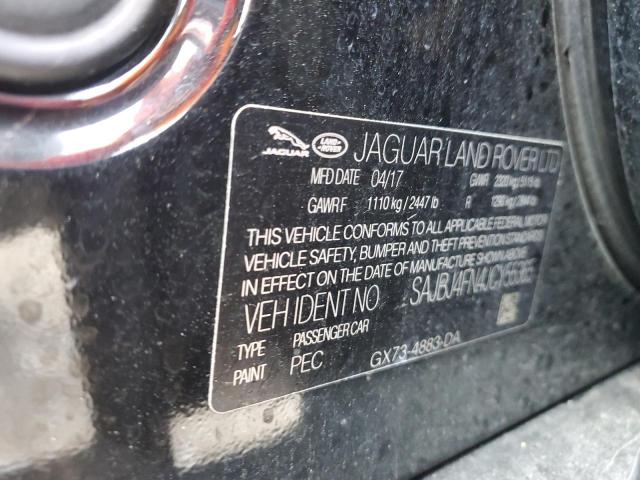 JAGUAR LAND-ROVER JAGUAR LAND ROVER LTD
MFD DATE 04/17 GVWR
GAWR F 1110 kg / 2447 lb R
THIS VEHICLE CONFORMS TO ALL APPLICABLE FEDERAL MOTOR
VEHICLE SAFETY, BUMPER AND THEFT PREVENTION STANDARDS
IN EFFECT ON THE DATE OF MANUFACTURE SHOWN ABOVE
VEH IDENT NO
TYPE PASSENGER CAR
PAINT PEC GX73-4883-DA